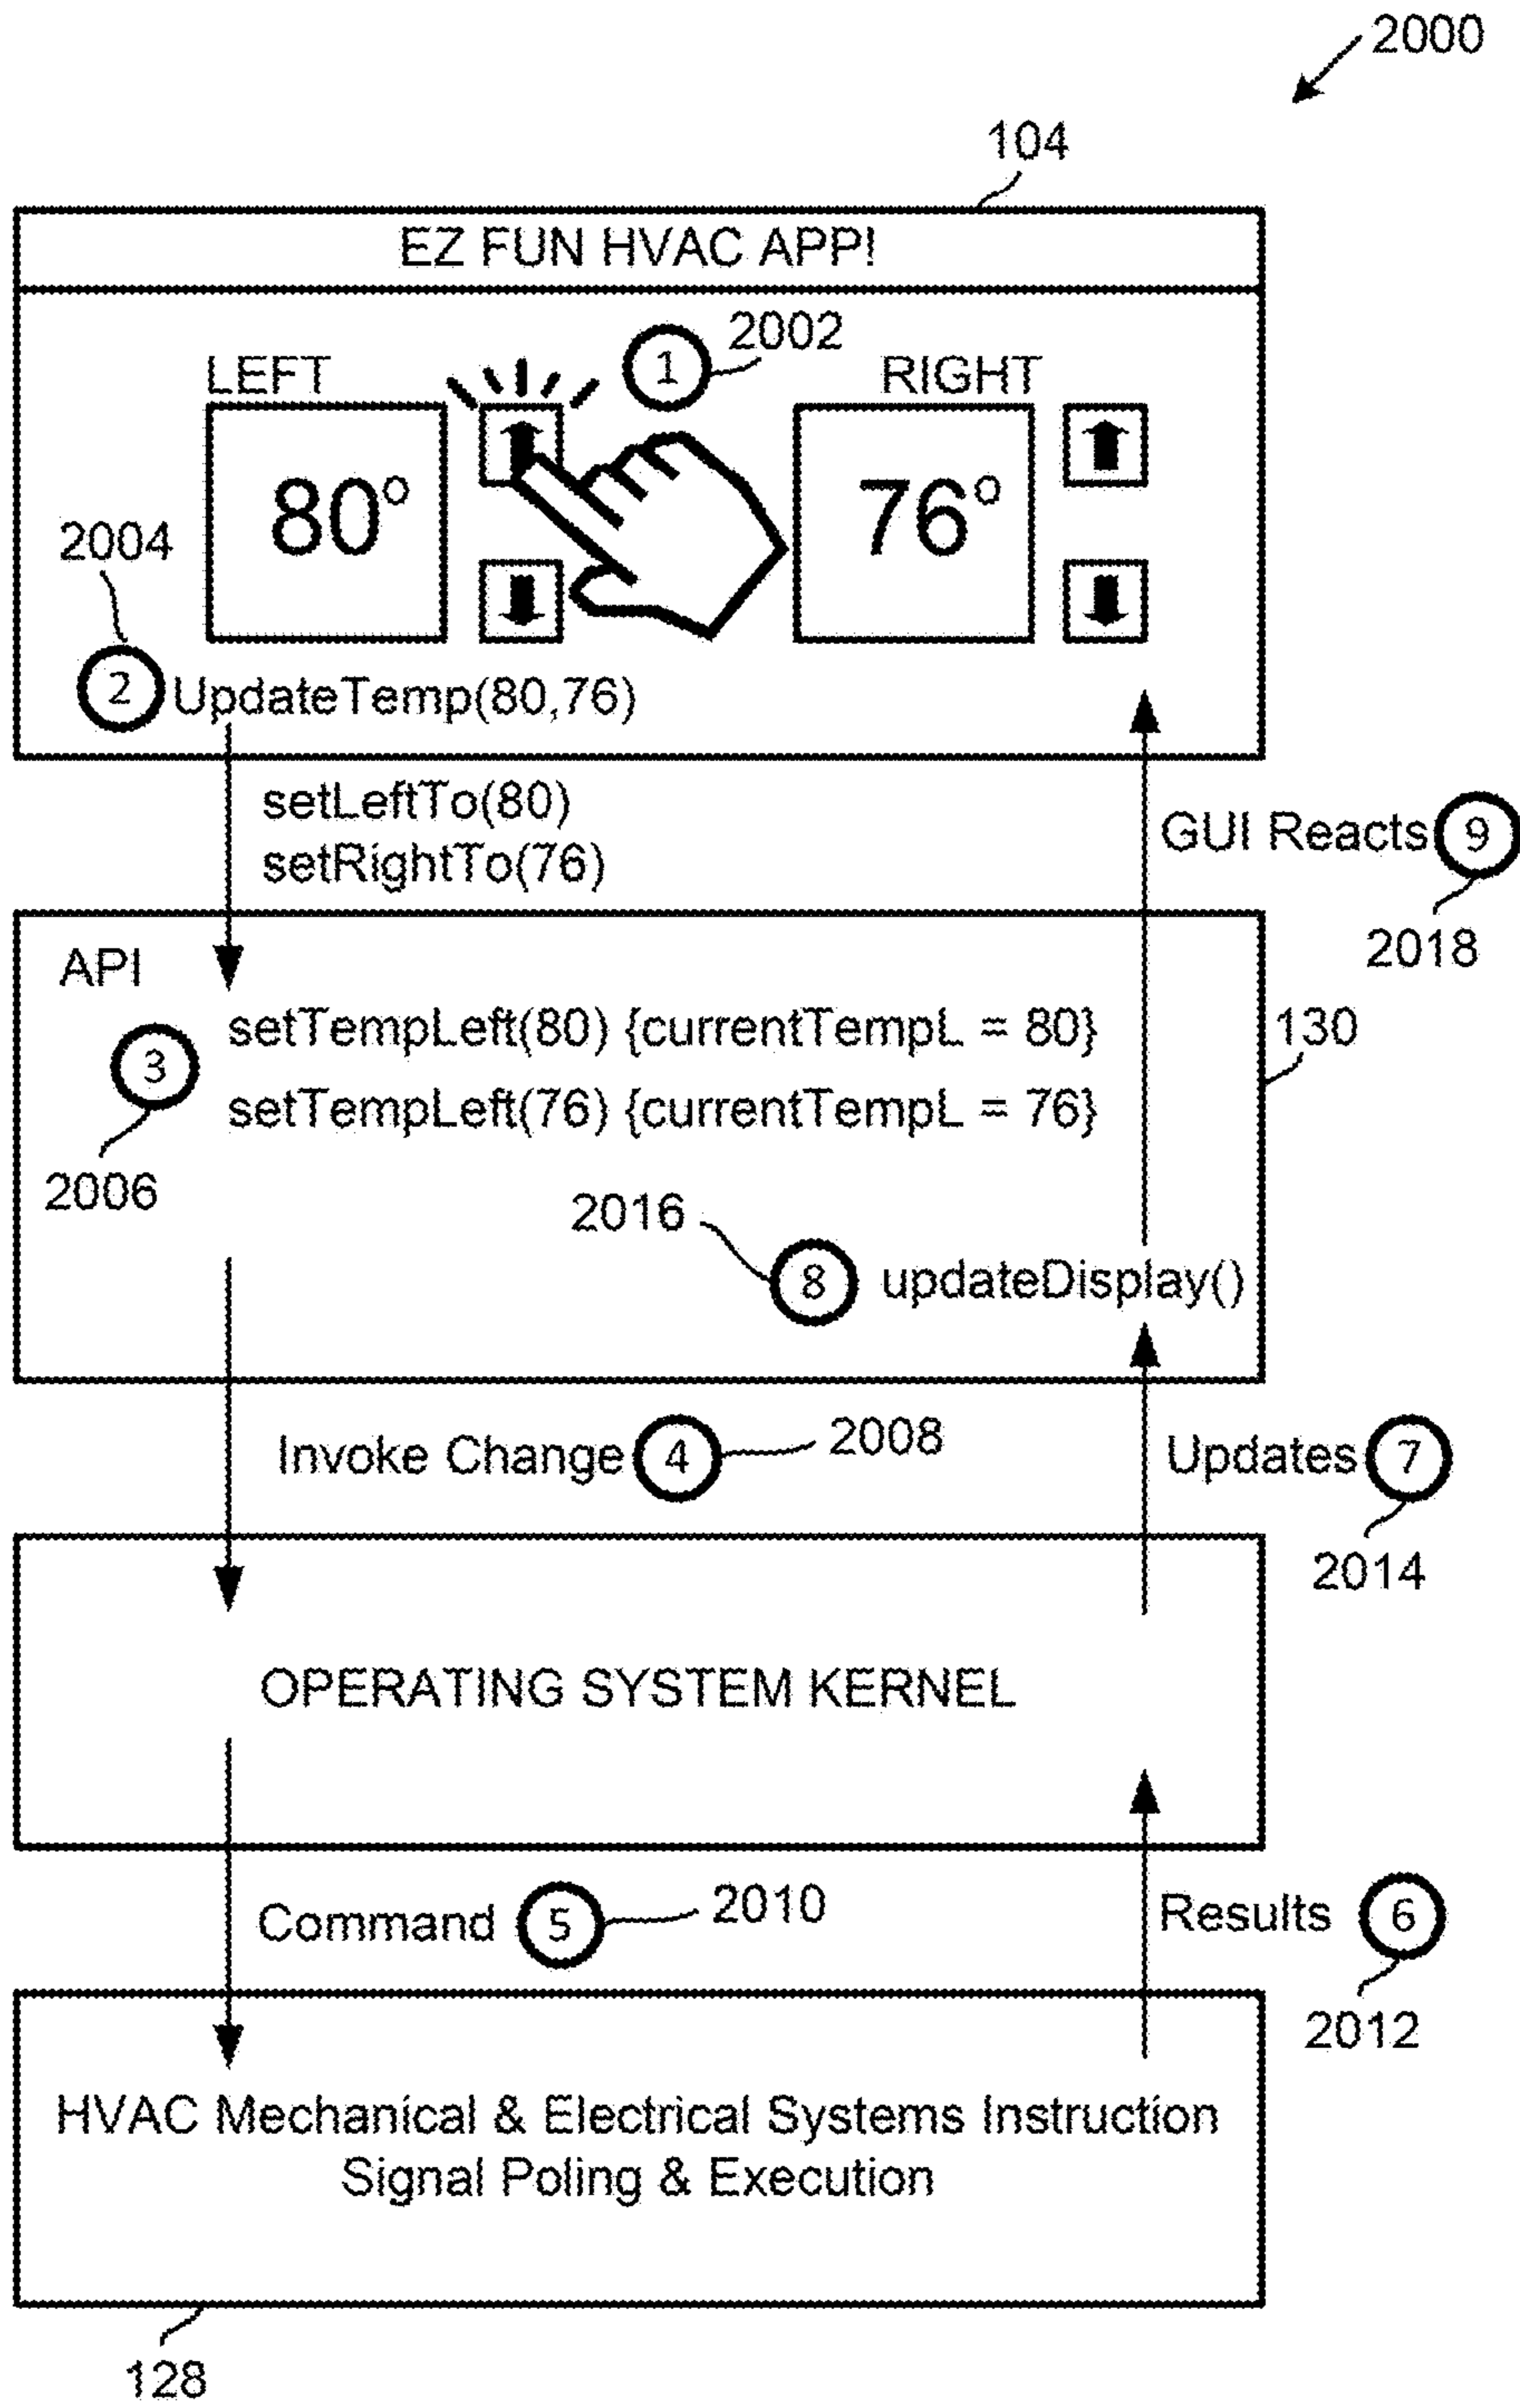 2000
104
EZ FUN HVAC APP!
1 2002
LEFT RIGHT
80° 76°
2004
2 UpdateTemp(80,76)
setLeftTo(80)
setRightTo(76)
GUI Reacts 9
2018
API
3 setTempLeft(80) {currentTempL = 80}
130
setTempLeft(76) {currentTempL = 76}
2006
2016
8 updateDisplay()
Invoke Change 4 2008
Updates 7
2014
OPERATING SYSTEM KERNEL
Command 5 2010
Results 6
2012
HVAC Mechanical & Electrical Systems Instruction
Signal Poling & Execution
128